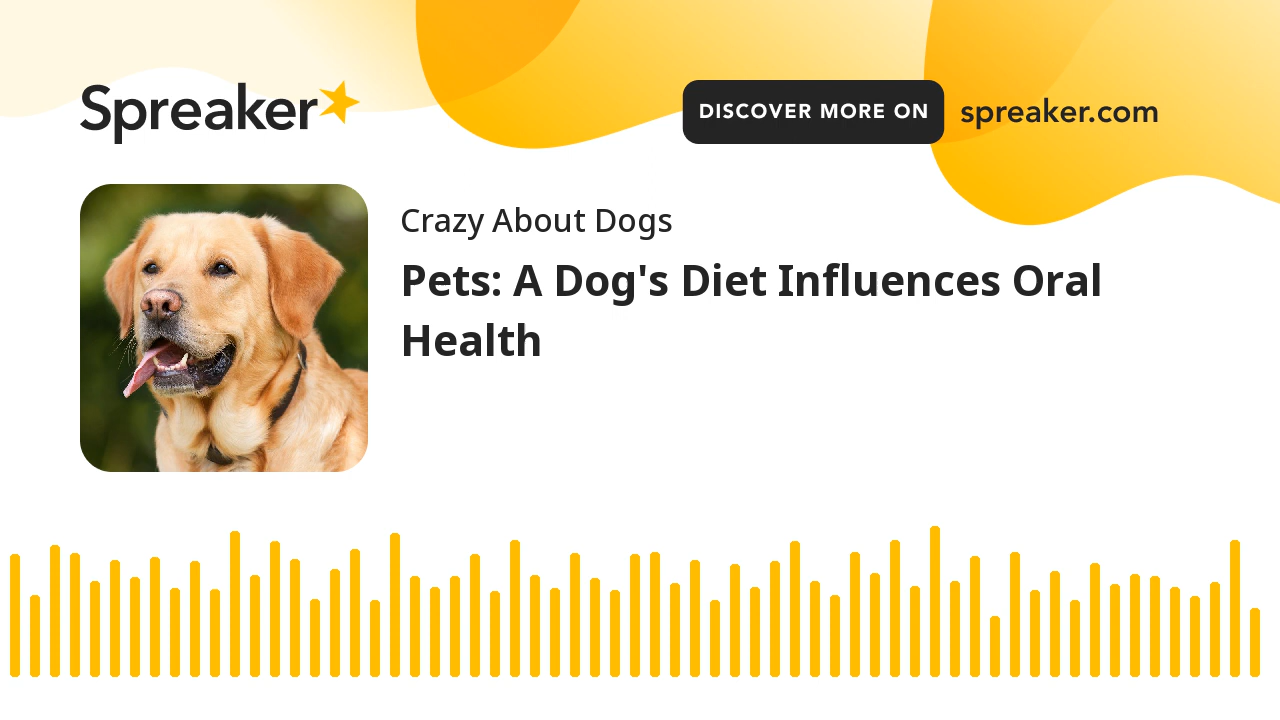 Spreaker
DISCOVER MORE ON spreaker.com
Crazy About Dogs
Pets: A Dog's Diet Influences Oral
Health